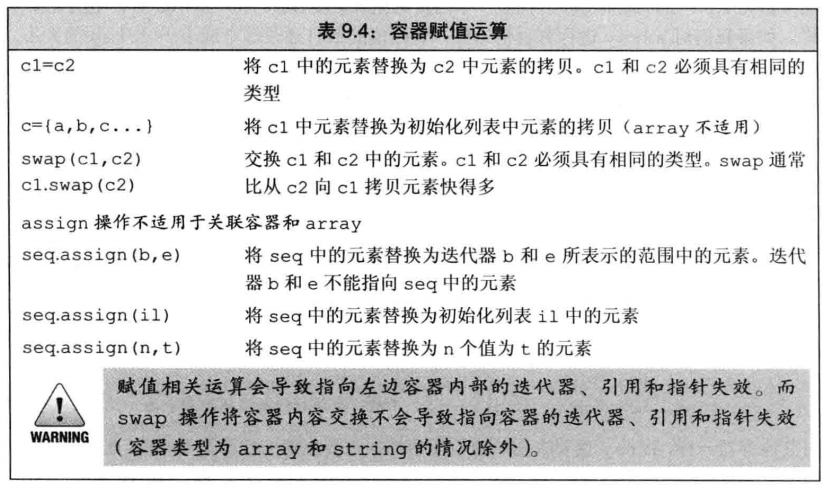 表 9.4：容器赋值运算
c1=c2 将 c1 中的元素替换为 c2 中元素的拷贝。c1 和 c2 必须具有相同的
类型
c={a,b,c...} 将 c1 中元素替换为初始化列表中元素的拷贝（array 不适用）
swap(c1,c2) 交换 c1 和 c2 中的元素。c1 和 c2 必须具有相同的类型。swap 通常
c1.swap(c2) 比从 c2 向 c1 拷贝元素快得多
assign 操作不适用于关联容器和 array
seq.assign(b,e) 将 seq 中的元素替换为迭代器 b 和 e 所表示的范围中的元素。迭代
器 b 和 e 不能指向 seq 中的元素
seq.assign(il) 将 seq 中的元素替换为初始化列表 il 中的元素
seq.assign(n,t) 将 seq 中的元素替换为 n 个值为 t 的元素
赋值相关运算会导致指向左边容器内部的迭代器、引用和指针失效。而
swap 操作将容器内容交换不会导致指向容器的迭代器、引用和指针失效
（容器类型为 array 和 string 的情况除外）。
WARNING